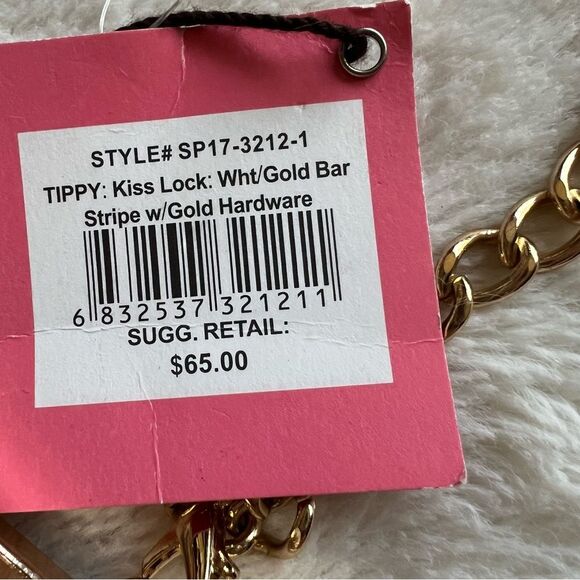 STYLE# SP17-3212-1
TIPPY: Kiss Lock: Wht/Gold Bar
Stripe w/Gold Hardware
6 832537 321211
SUGG. RETAIL:
$65.00